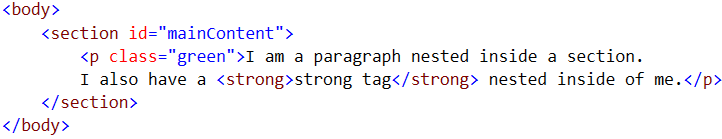 <body>
<section id="mainContent">
<p class="green">I am a paragraph nested inside a section.
I also have a <strong>strong tag</strong> nested inside of me.</p>
</section>
</body>